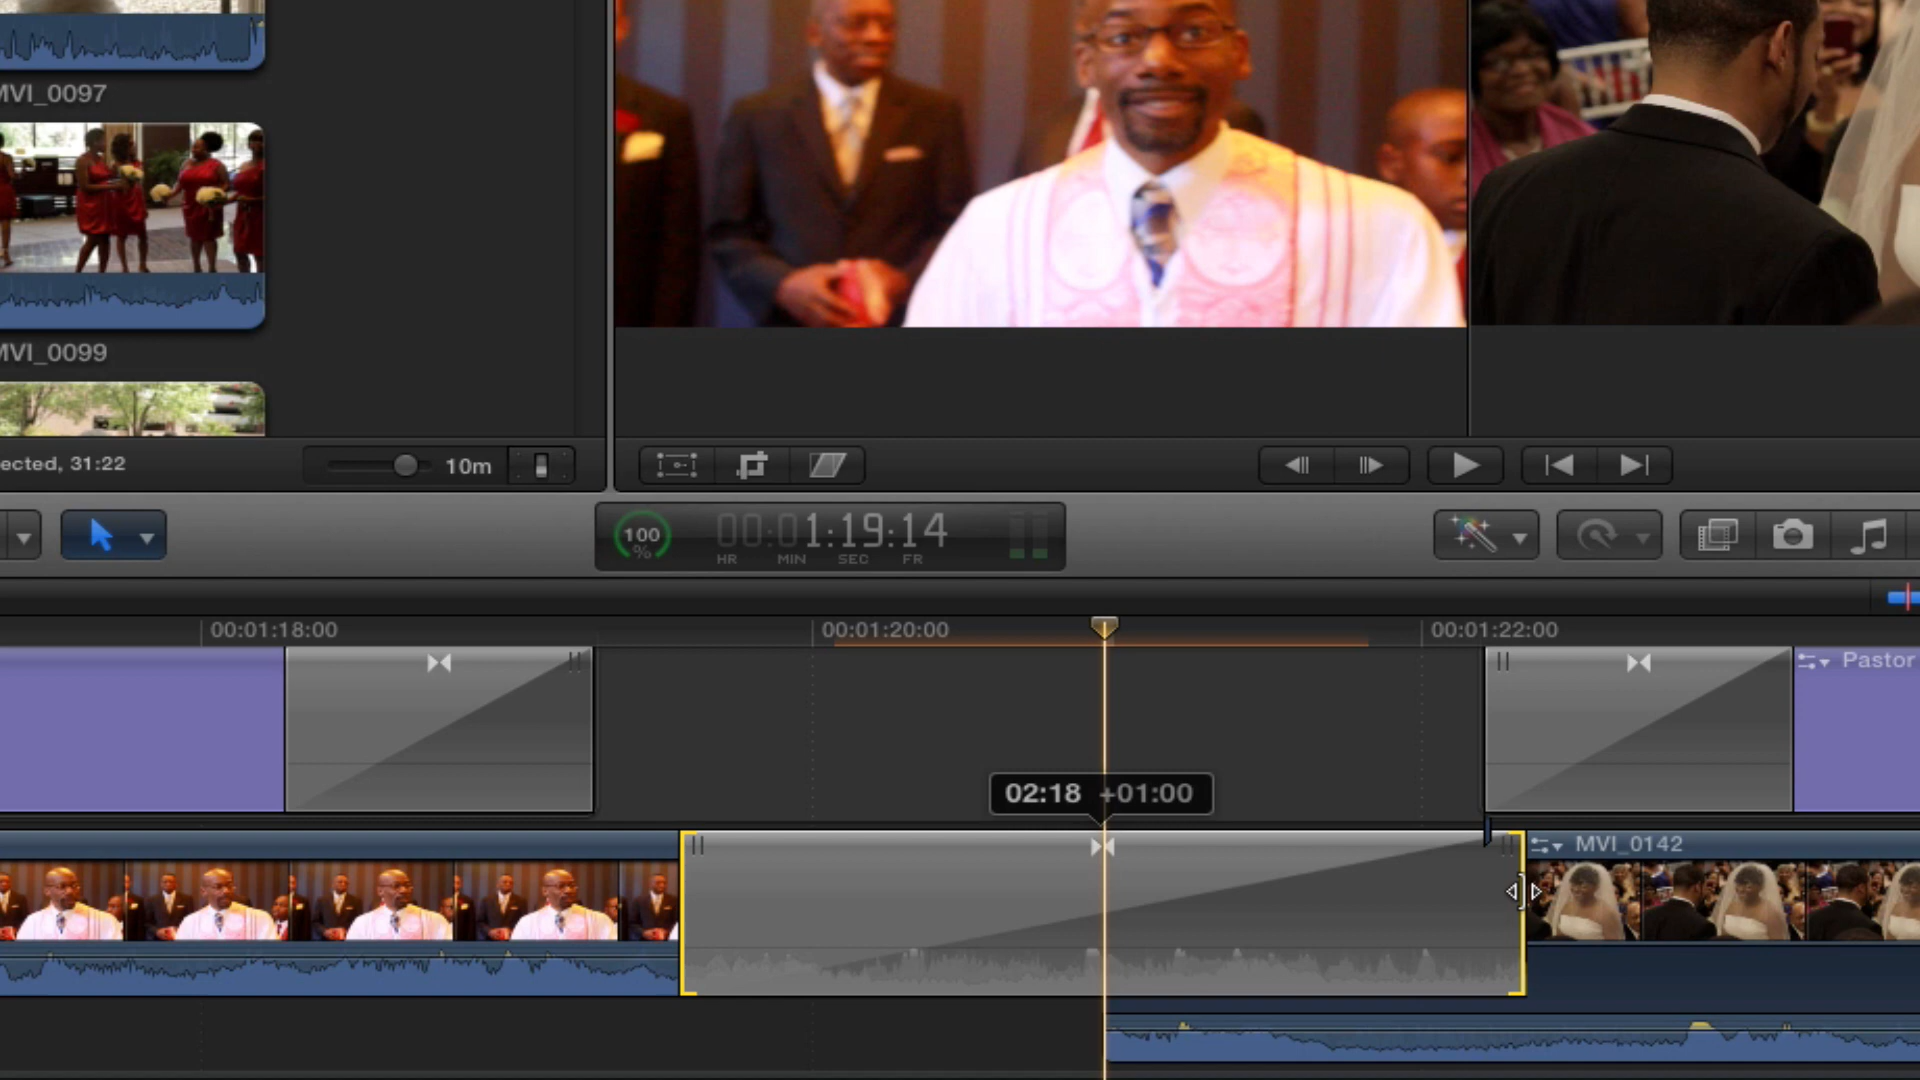 MVI_0097
MVI_0099
ected, 31:22
10m
100
%
00:01:19:14
HR MIN SEC FR
00:01:18:00
00:01:20:00
00:01:22:00
Pastor
02:18 +01:00
MVI_0142